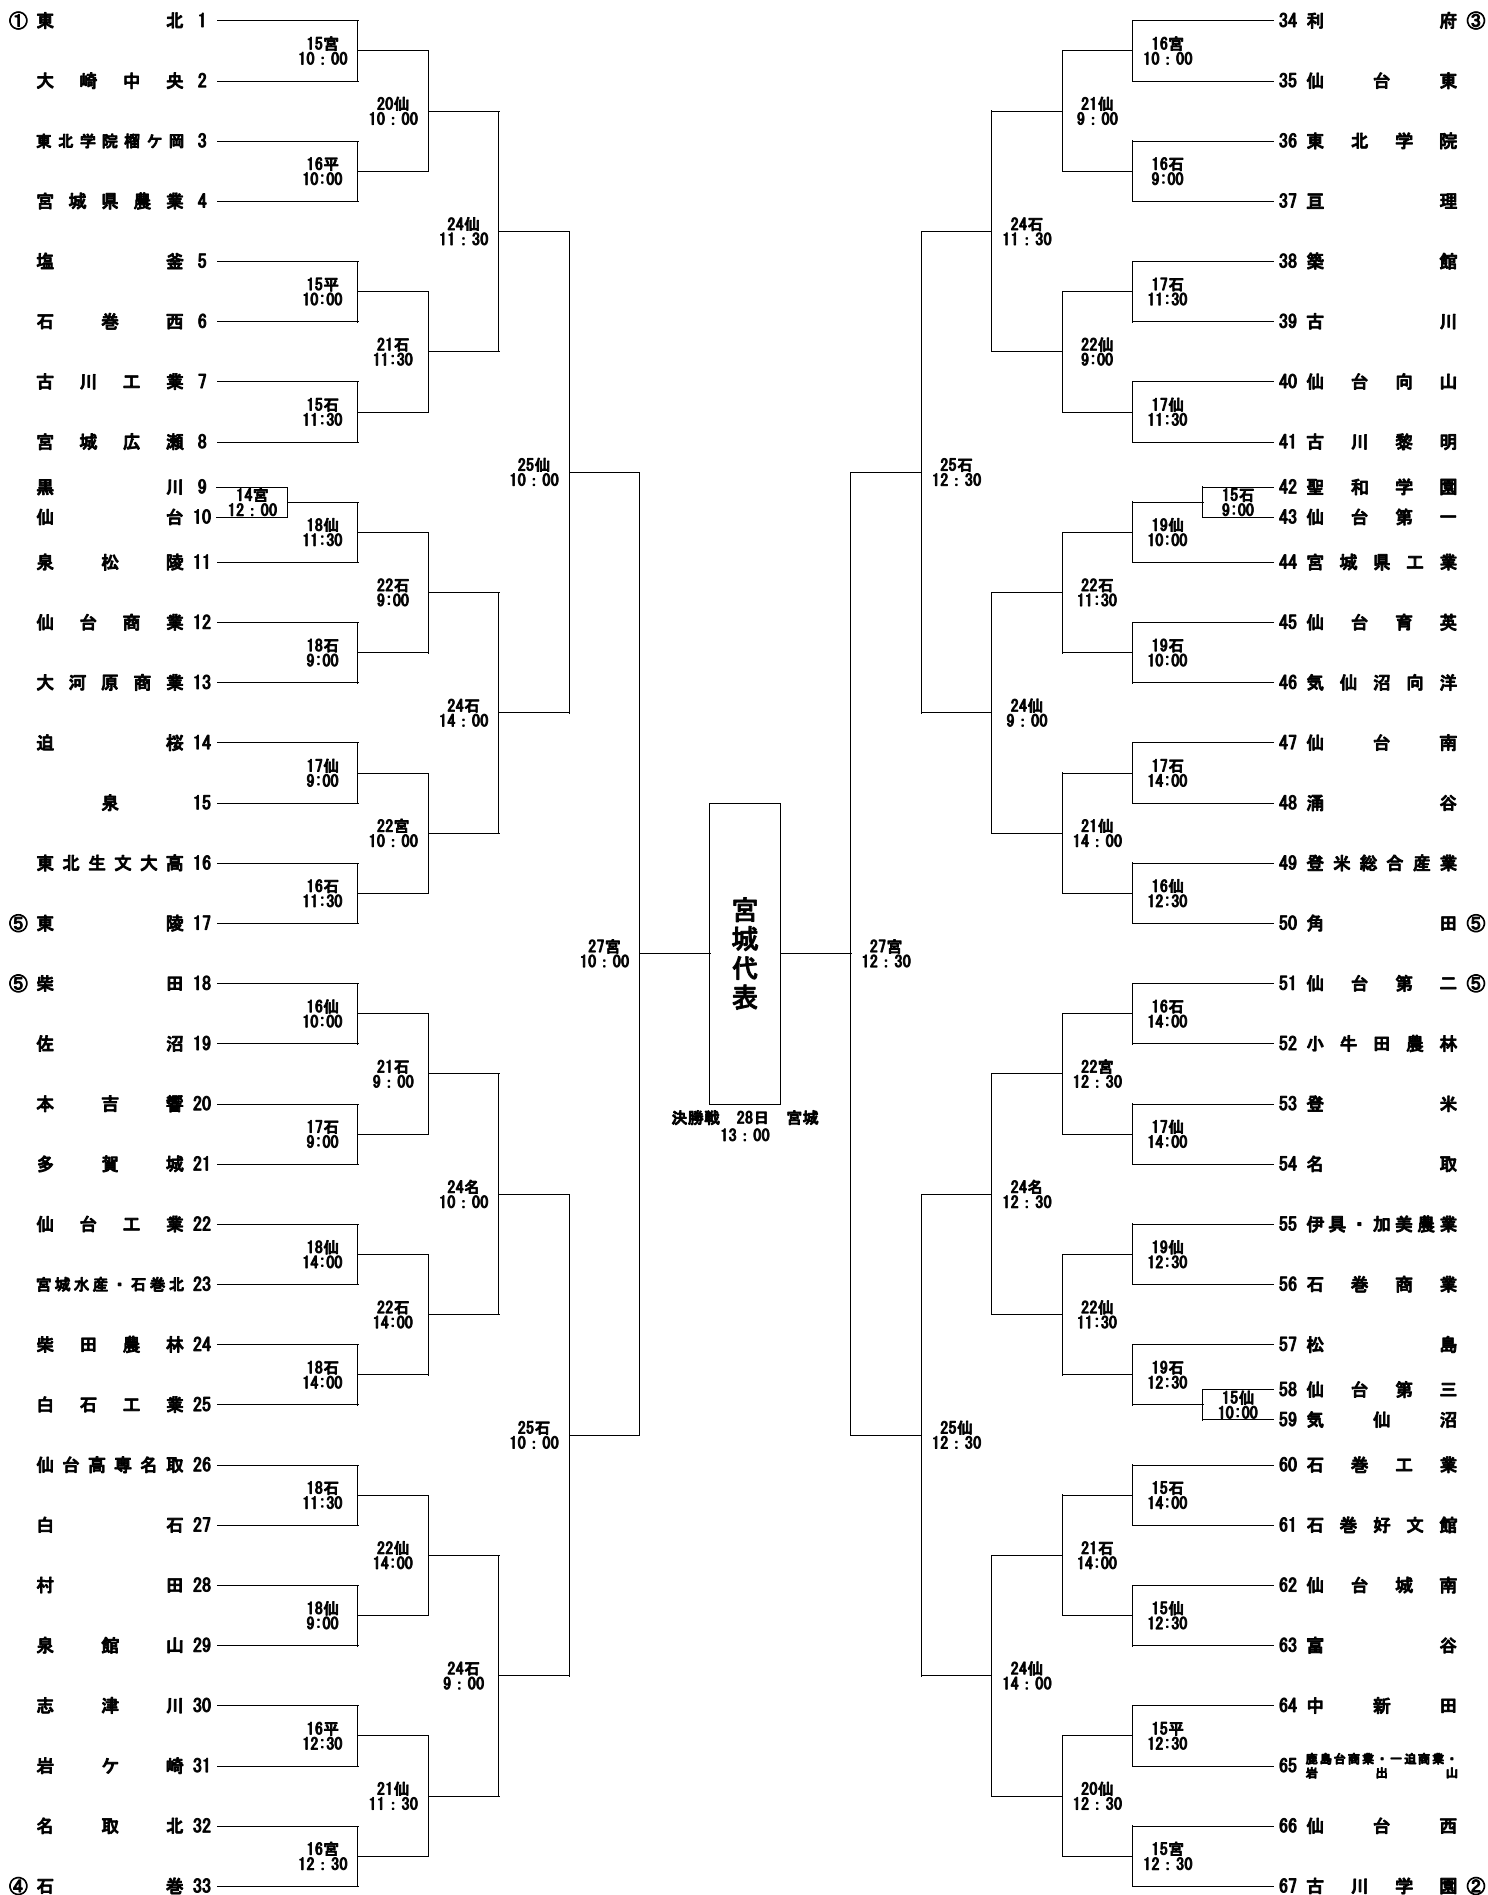 ① 東北 1
15宮
10：00
大崎中央 2
20仙
10：00
東北学院榴ケ岡 3
16平
10:00
宮城県農業 4
24仙
11：30
塩釜 5
15平
10:00
石巻西 6
21石
11:30
古川工業 7
15石
11:30
宮城広瀬 8
25仙
10：00
黒川 9
14宮
12：00
仙台 10
18仙
11:30
泉松陵 11
22石
9:00
仙台商業 12
18石
9:00
大河原商業 13
24石
14：00
迫桜 14
17仙
9:00
泉 15
22宮
10：00
東北生文大高 16
16石
11:30
⑤ 東陵 17
27宮
10：00
⑤ 柴田 18
16仙
10:00
佐沼 19
21石
9：00
本吉響 20
17石
9:00
多賀城 21
24名
10：00
仙台工業 22
18仙
14:00
宮城水産・石巻北 23
22石
14:00
柴田農林 24
18石
14:00
白石工業 25
25石
10：00
仙台高専名取 26
18石
11:30
白石 27
22仙
14:00
村田 28
18仙
9:00
泉館山 29
24石
9：00
志津川 30
16平
12:30
岩ケ崎 31
21仙
11：30
名取北 32
16宮
12：30
④ 石巻 33
宮城代表
決勝戦 28日 宮城
13：00
34 利府 ③
16宮
10：00
35 仙台東
21仙
9：00
36 東北学院
16石
9:00
37 亘理
24石
11：30
38 築館
17石
11:30
39 古川
22仙
9:00
40 仙台向山
17仙
11:30
41 古川黎明
25石
12：30
42 聖和学園
15石
9:00
43 仙台第一
19仙
10:00
44 宮城県工業
22石
11:30
45 仙台育英
19石
10:00
46 気仙沼向洋
24仙
9：00
47 仙台南
17石
14:00
48 涌谷
21仙
14：00
49 登米総合産業
16仙
12:30
50 角田 ⑤
27宮
12：30
51 仙台第二 ⑤
16石
14:00
52 小牛田農林
22宮
12：30
53 登米
17仙
14:00
54 名取
24名
12：30
55 伊具・加美農業
19仙
12:30
56 石巻商業
22仙
11:30
57 松島
19石
12:30
58 仙台第三
15仙
10:00
59 気仙沼
25仙
12：30
60 石巻工業
15石
14:00
61 石巻好文館
21石
14:00
62 仙台城南
15仙
12:30
63 富谷
24仙
14：00
64 中新田
15平
12:30
65 鹿島台商業・一迫商業・
岩出山
20仙
12：30
66 仙台西
15宮
12：30
67 古川学園 ②